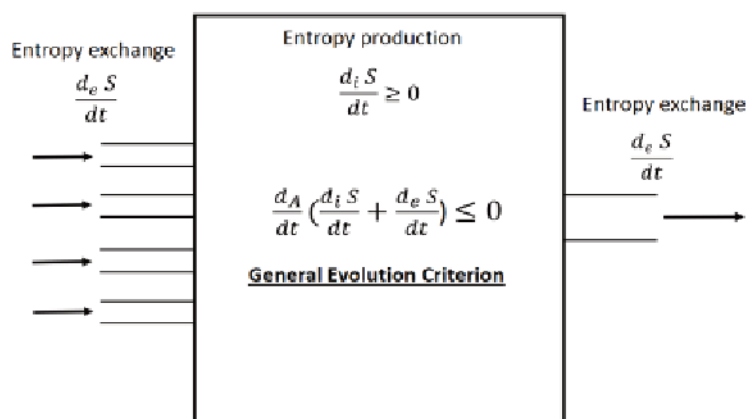 Entropy exchange
d_e S/dt
Entropy production
d_i S/dt ≥ 0
d_A/dt (d_i S/dt + d_e S/dt) ≤ 0
General Evolution Criterion
Entropy exchange
d_e S/dt